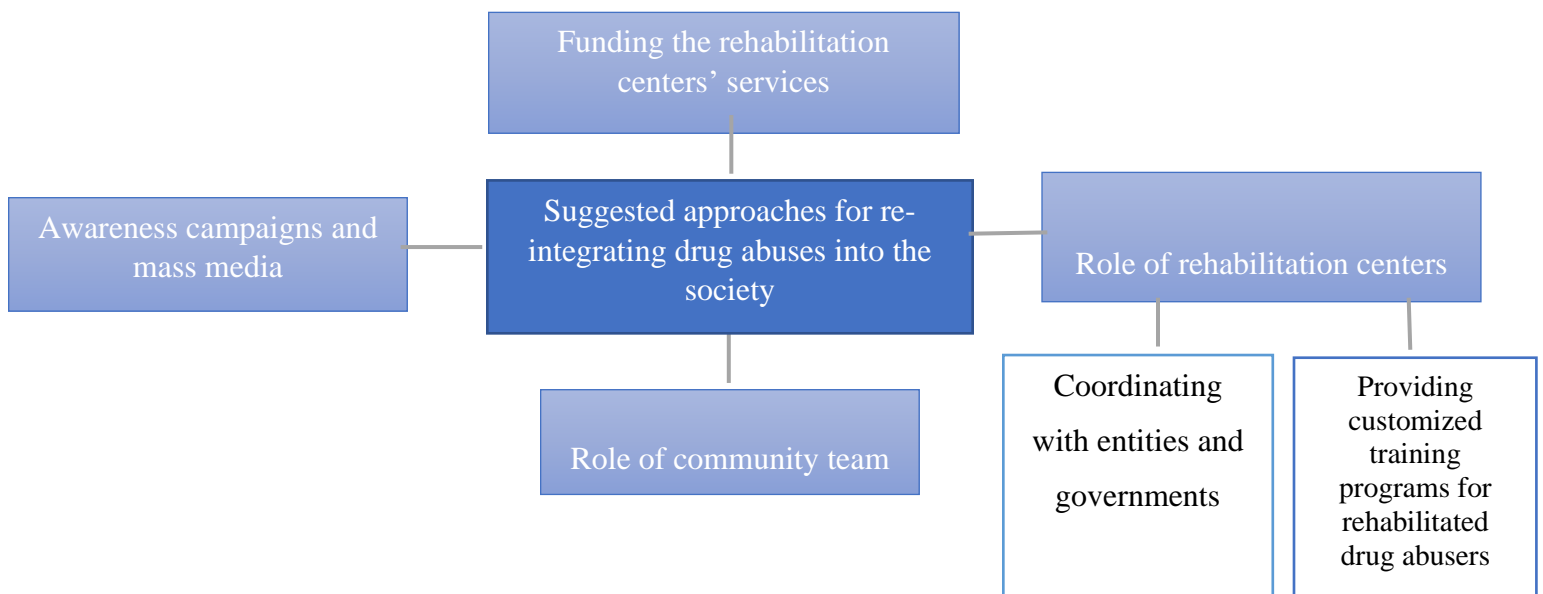 Funding the rehabilitation
centers’ services
Awareness campaigns and
mass media
Suggested approaches for re-
integrating drug abuses into the
society
Role of rehabilitation centers
Role of community team
Coordinating
with entities and
governments
Providing
customized
training
programs for
rehabilitated
drug abusers